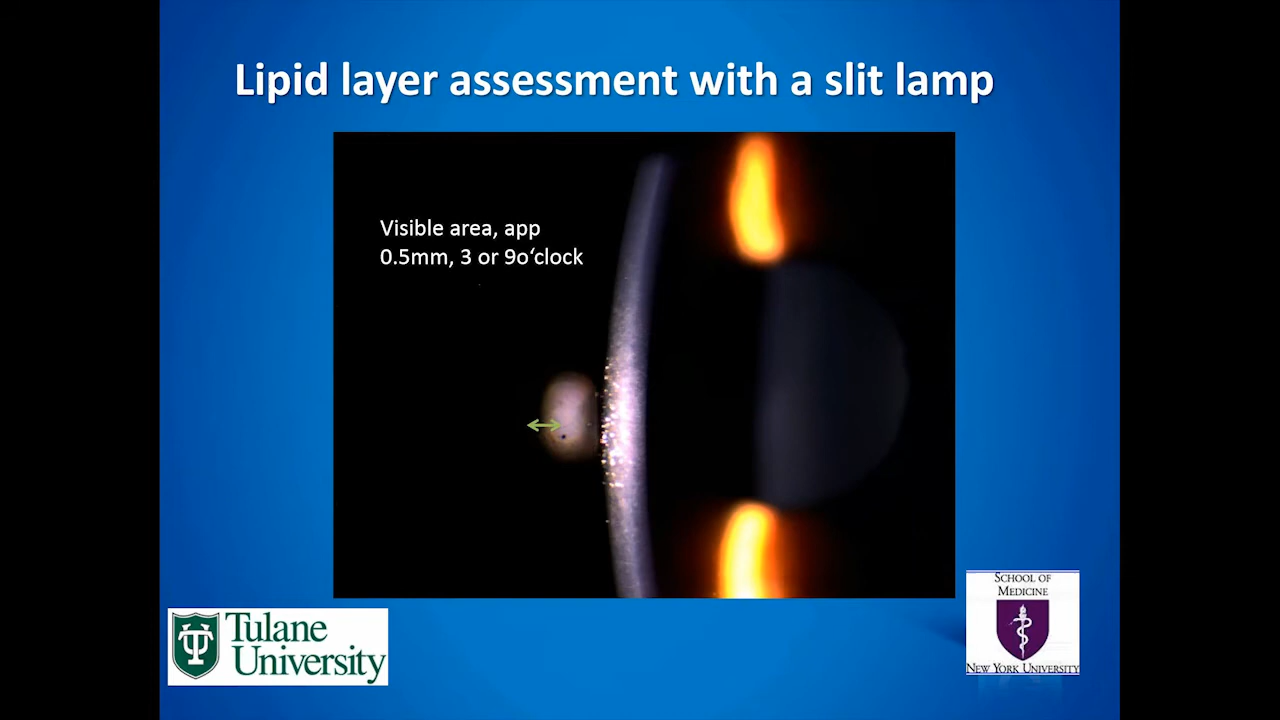 Lipid layer assessment with a slit lamp
Visible area, app
0.5mm, 3 or 9o‘clock
Tulane
University
SCHOOL OF
MEDICINE
NEW YORK UNIVERSITY